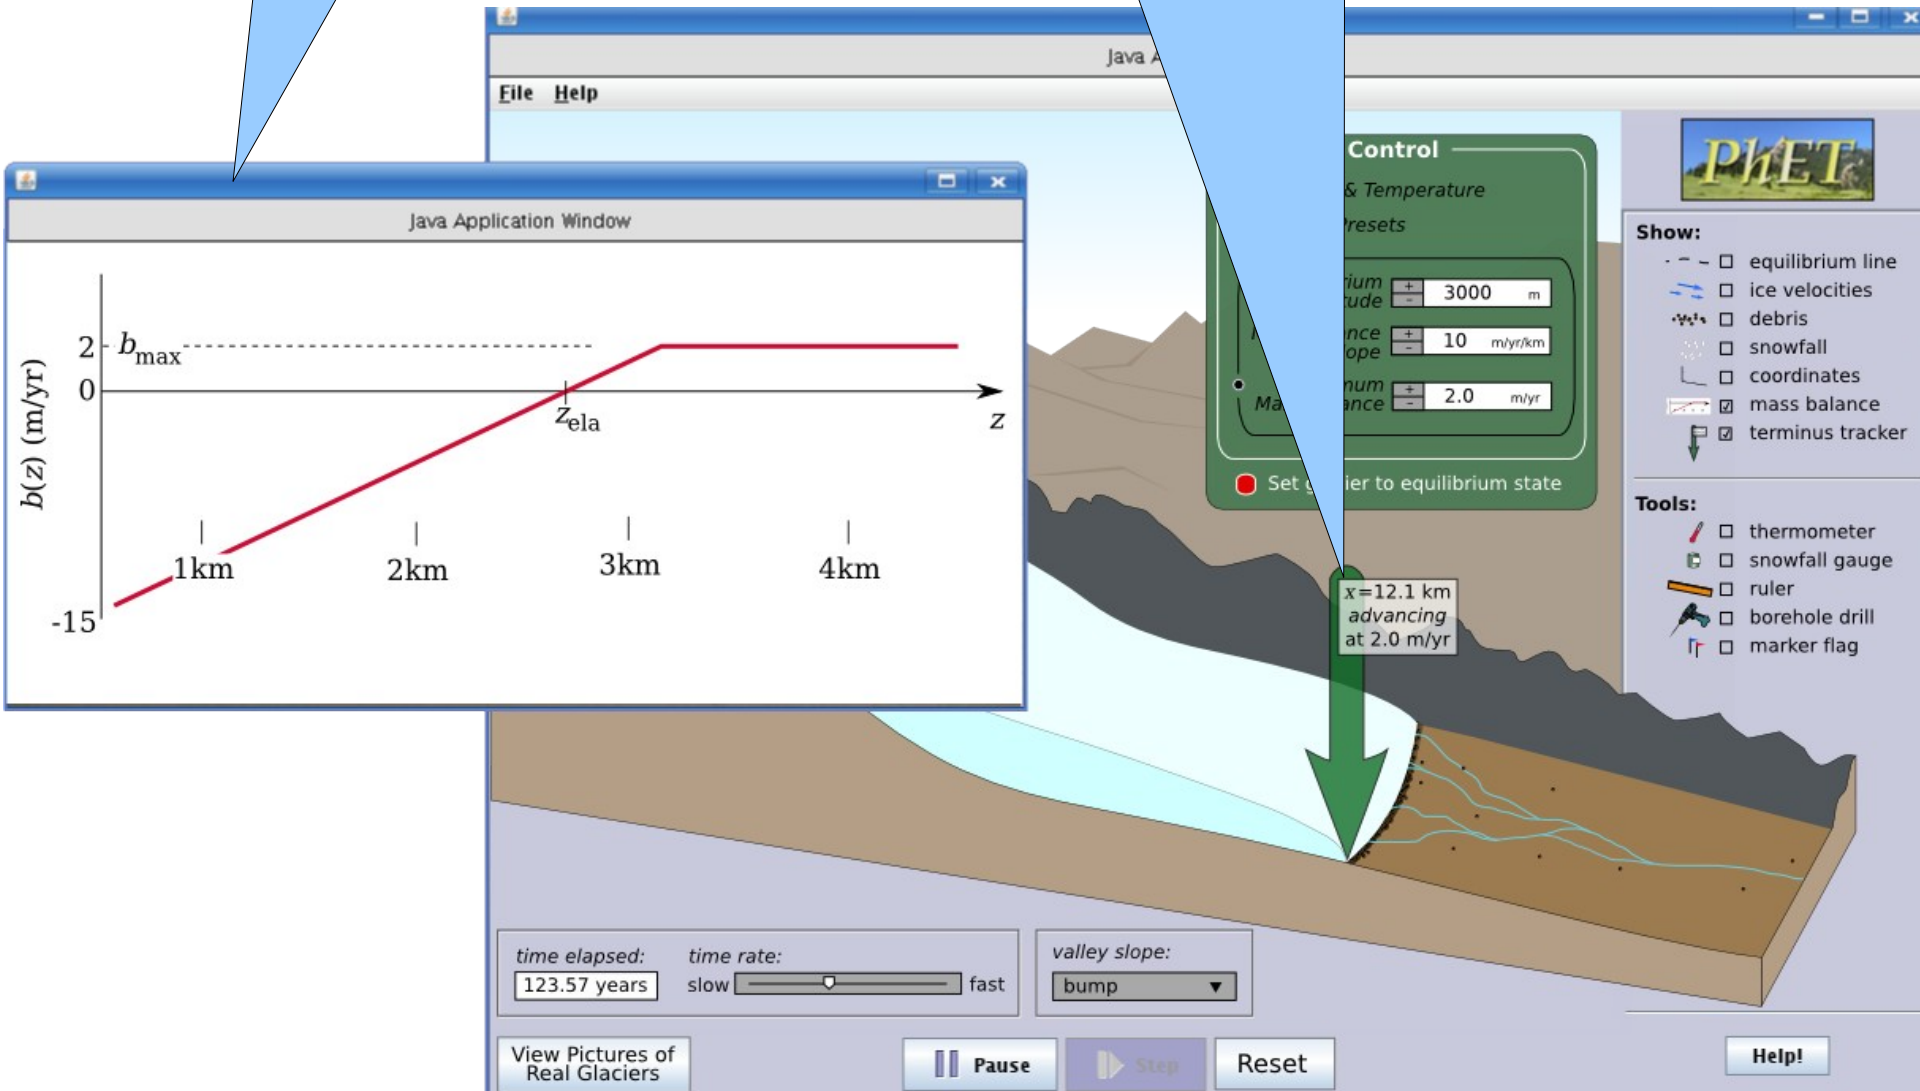 Java A
File Help
Java Application Window
2 bmax
0
b(z) (m/yr)
zela
z
1km 2km 3km 4km
-15
Control
& Temperature
3000 m
10 m/yr/km
2.0 m/yr
Set to equilibrium state
x=12.1 km
advancing
at 2.0 m/yr
PhET
Show:
equilibrium line
ice velocities
debris
snowfall
coordinates
mass balance
terminus tracker
Tools:
thermometer
snowfall gauge
ruler
borehole drill
marker flag
time elapsed:
123.57 years
time rate:
slow fast
valley slope:
bump
View Pictures of
Real Glaciers
Pause
Step
Reset
Help!